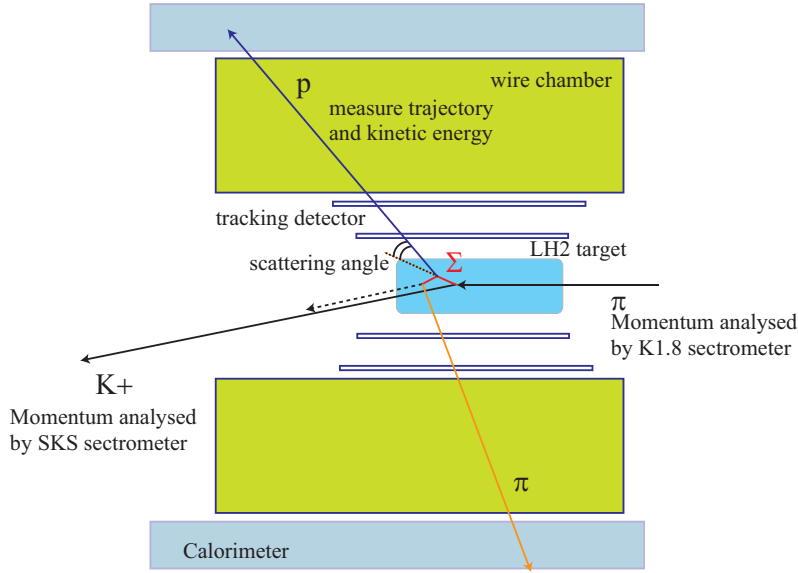 wire chamber
p
measure trajectory
and kinetic energy
tracking detector
scattering angle
Σ
LH2 target
π
Momentum analysed
by K1.8 sectrometer
K+
Momentum analysed
by SKS sectrometer
π
Calorimeter